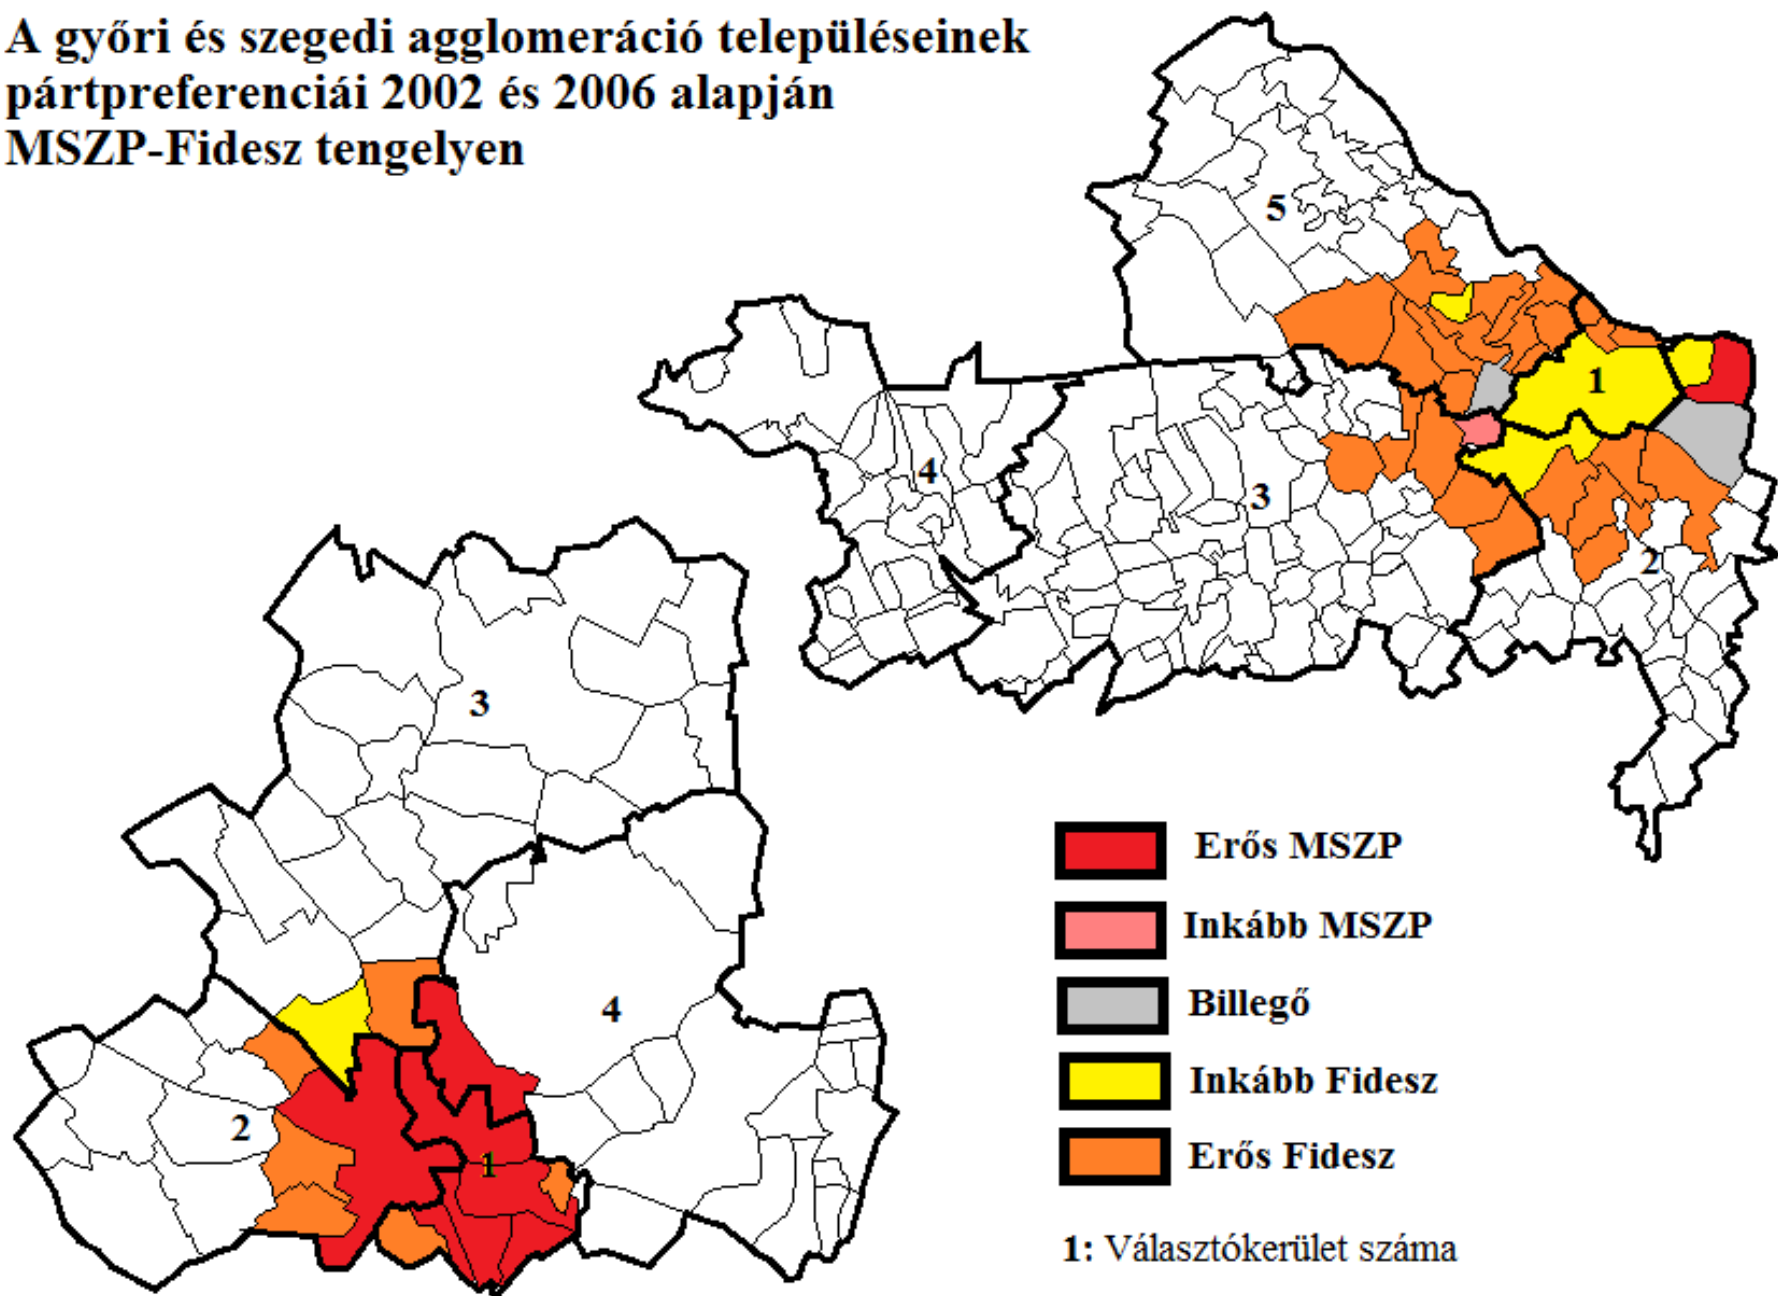 A győri és szegedi agglomeráció településeinek
pártpreferenciái 2002 és 2006 alapján
MSZP-Fidesz tengelyen
5
1
4
3
2
3
4
2
1
Erős MSZP
Inkább MSZP
Billegő
Inkább Fidesz
Erős Fidesz
1: Választókerület száma